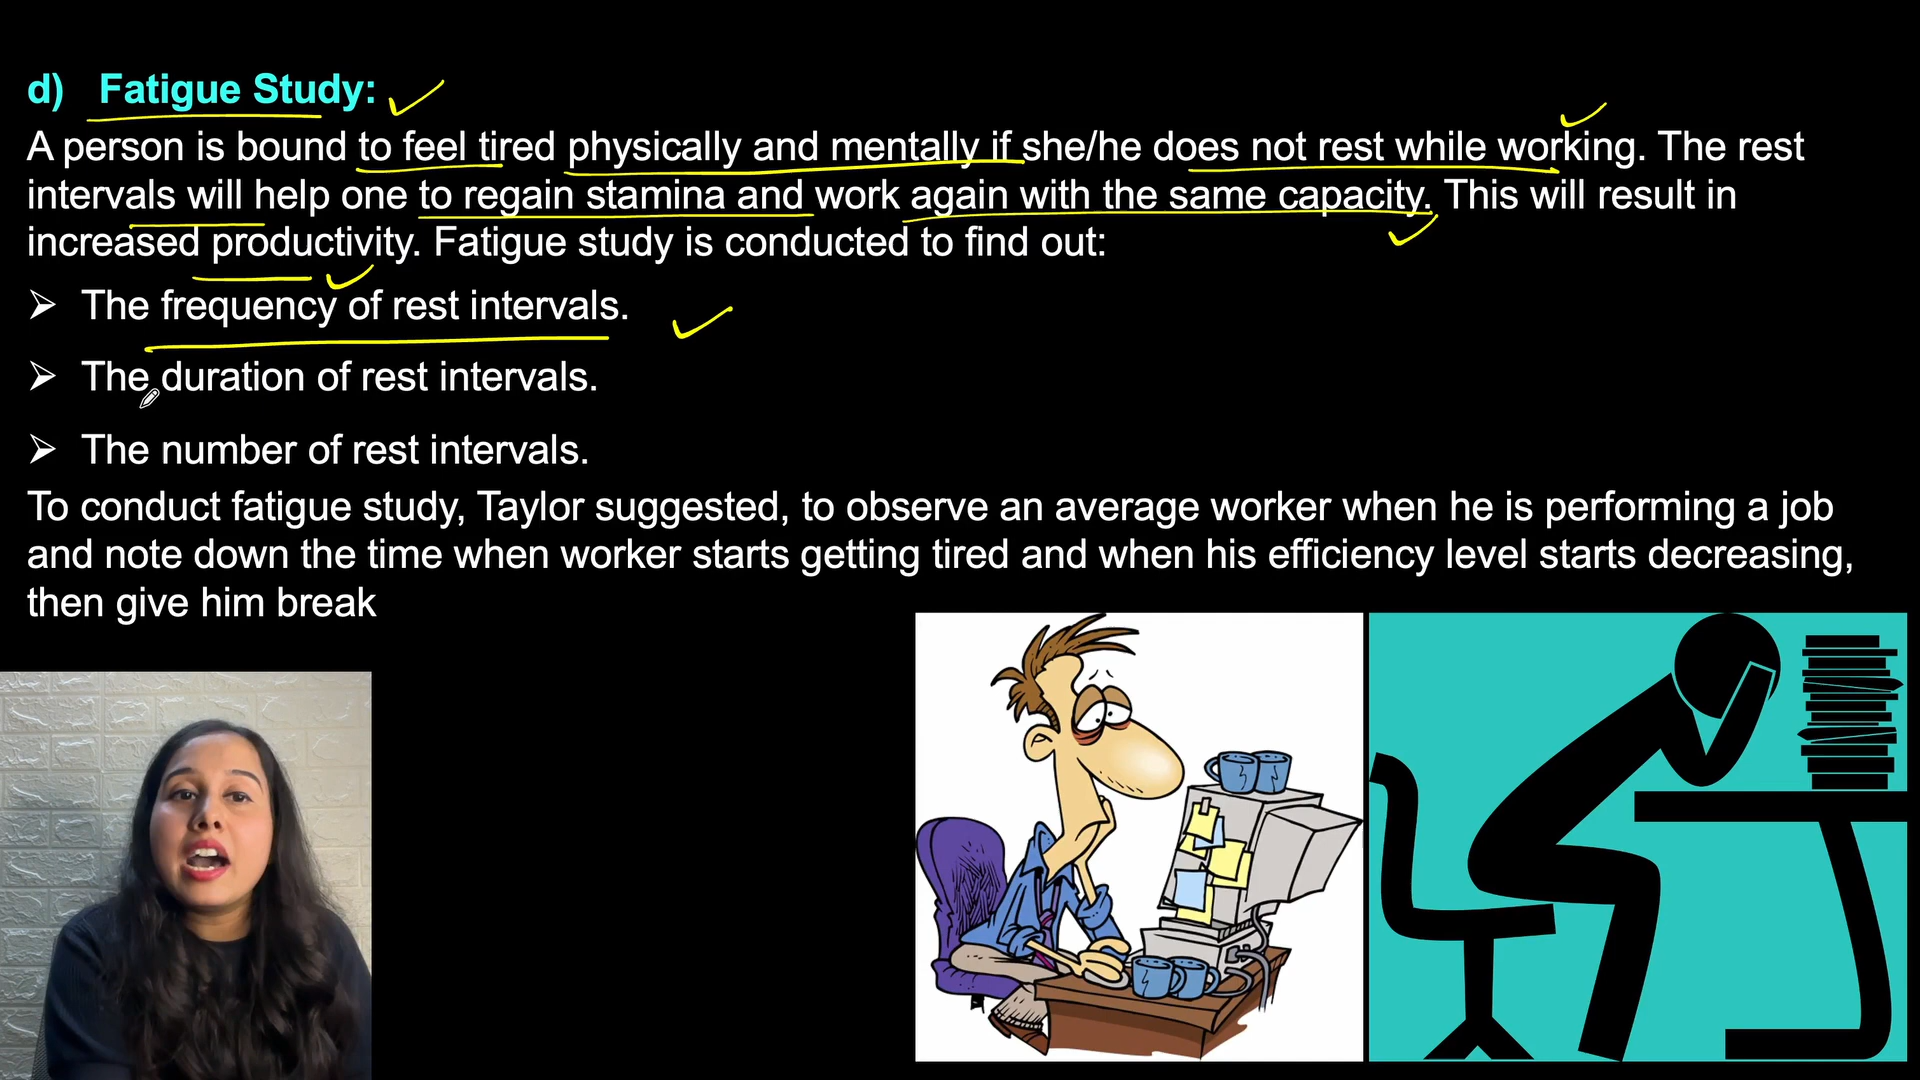 d) Fatigue Study:
A person is bound to feel tired physically and mentally if she/he does not rest while working. The rest
intervals will help one to regain stamina and work again with the same capacity. This will result in
increased productivity. Fatigue study is conducted to find out:
➢ The frequency of rest intervals.
➢ The duration of rest intervals.
➢ The number of rest intervals.
To conduct fatigue study, Taylor suggested, to observe an average worker when he is performing a job
and note down the time when worker starts getting tired and when his efficiency level starts decreasing,
then give him break